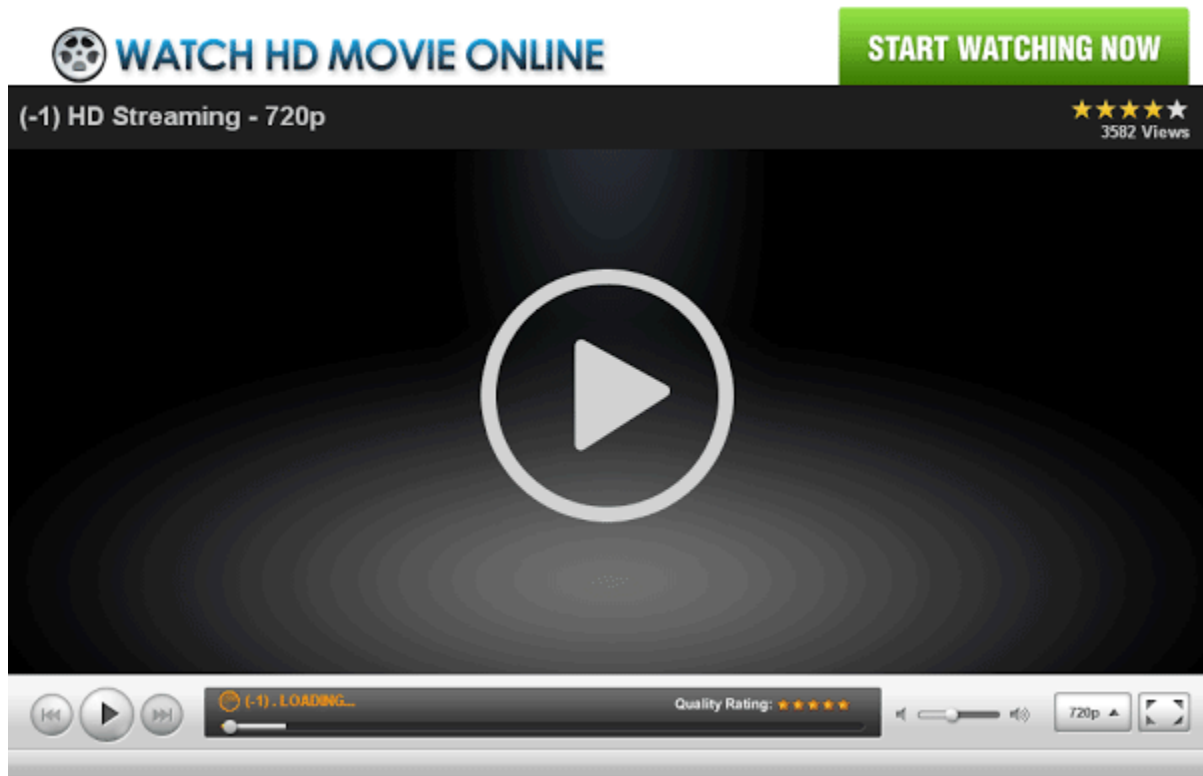 WATCH HD MOVIE ONLINE
START WATCHING NOW
(-1) HD Streaming - 720p
3582 Views
(-1) . LOADING...
Quality Rating:
720p